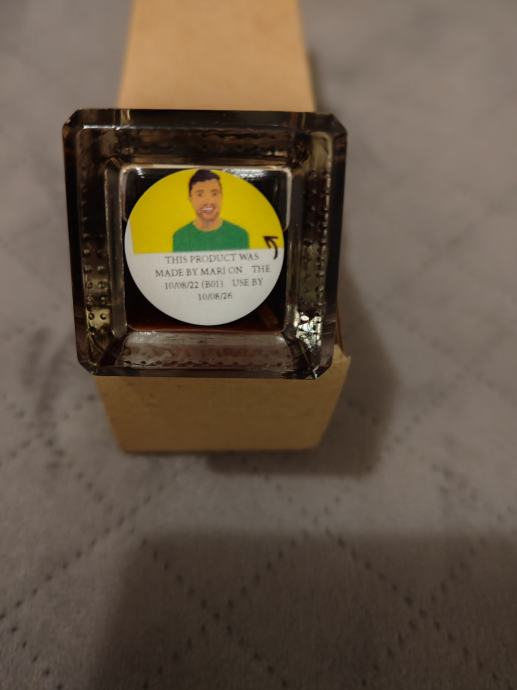 THIS PRODUCT WAS
MADE BY MARI ON THE
10/08/22 (B01) USE BY
10/08/26